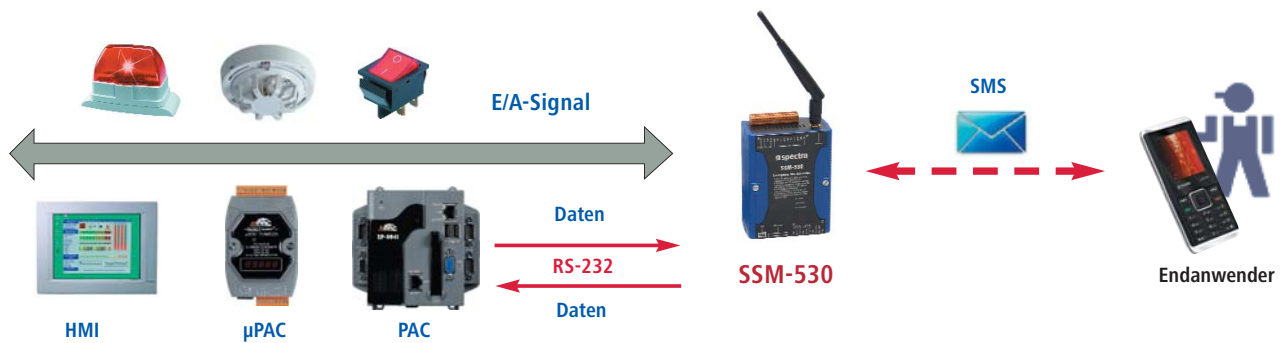 E/A-Signal
SMS
spectra
SSM-530
Daten
RS-232
Daten
SSM-530
Endanwender
HMI
µPAC
PAC